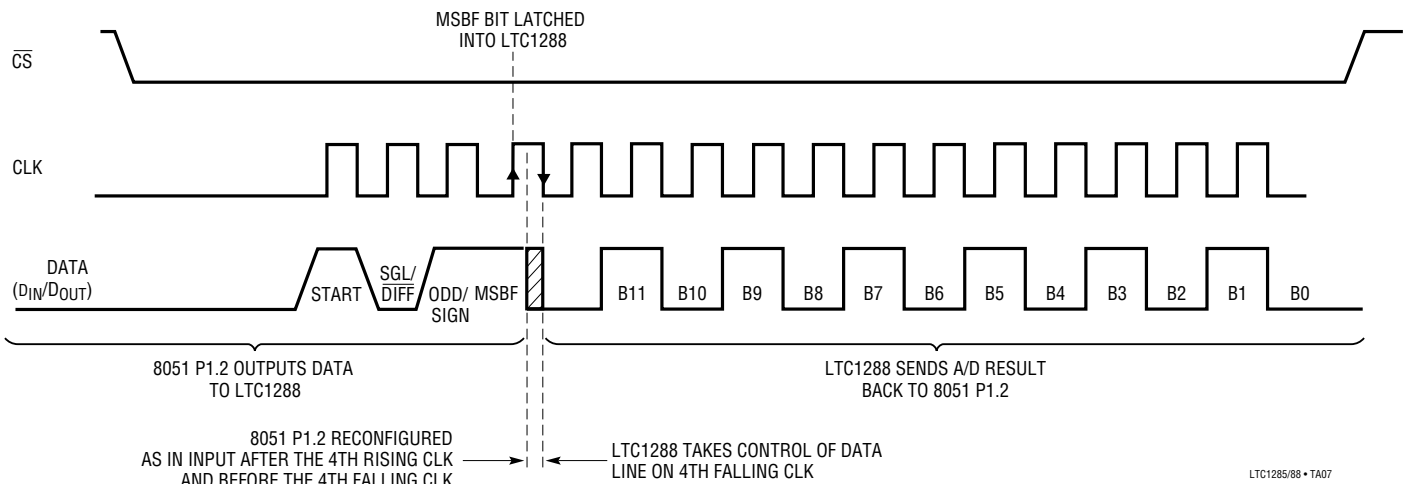 MSBF BIT LATCHED
INTO LTC1288
CS
CLK
DATA
(DIN/DOUT)
START
SGL/
DIFF
ODD/
SIGN
MSBF
B11 B10 B9 B8 B7 B6 B5 B4 B3 B2 B1 B0
8051 P1.2 OUTPUTS DATA
TO LTC1288
LTC1288 SENDS A/D RESULT
BACK TO 8051 P1.2
8051 P1.2 RECONFIGURED
AS IN INPUT AFTER THE 4TH RISING CLK
AND BEFORE THE 4TH FALLING CLK
LTC1288 TAKES CONTROL OF DATA
LINE ON 4TH FALLING CLK
LTC1285/88 • TA07